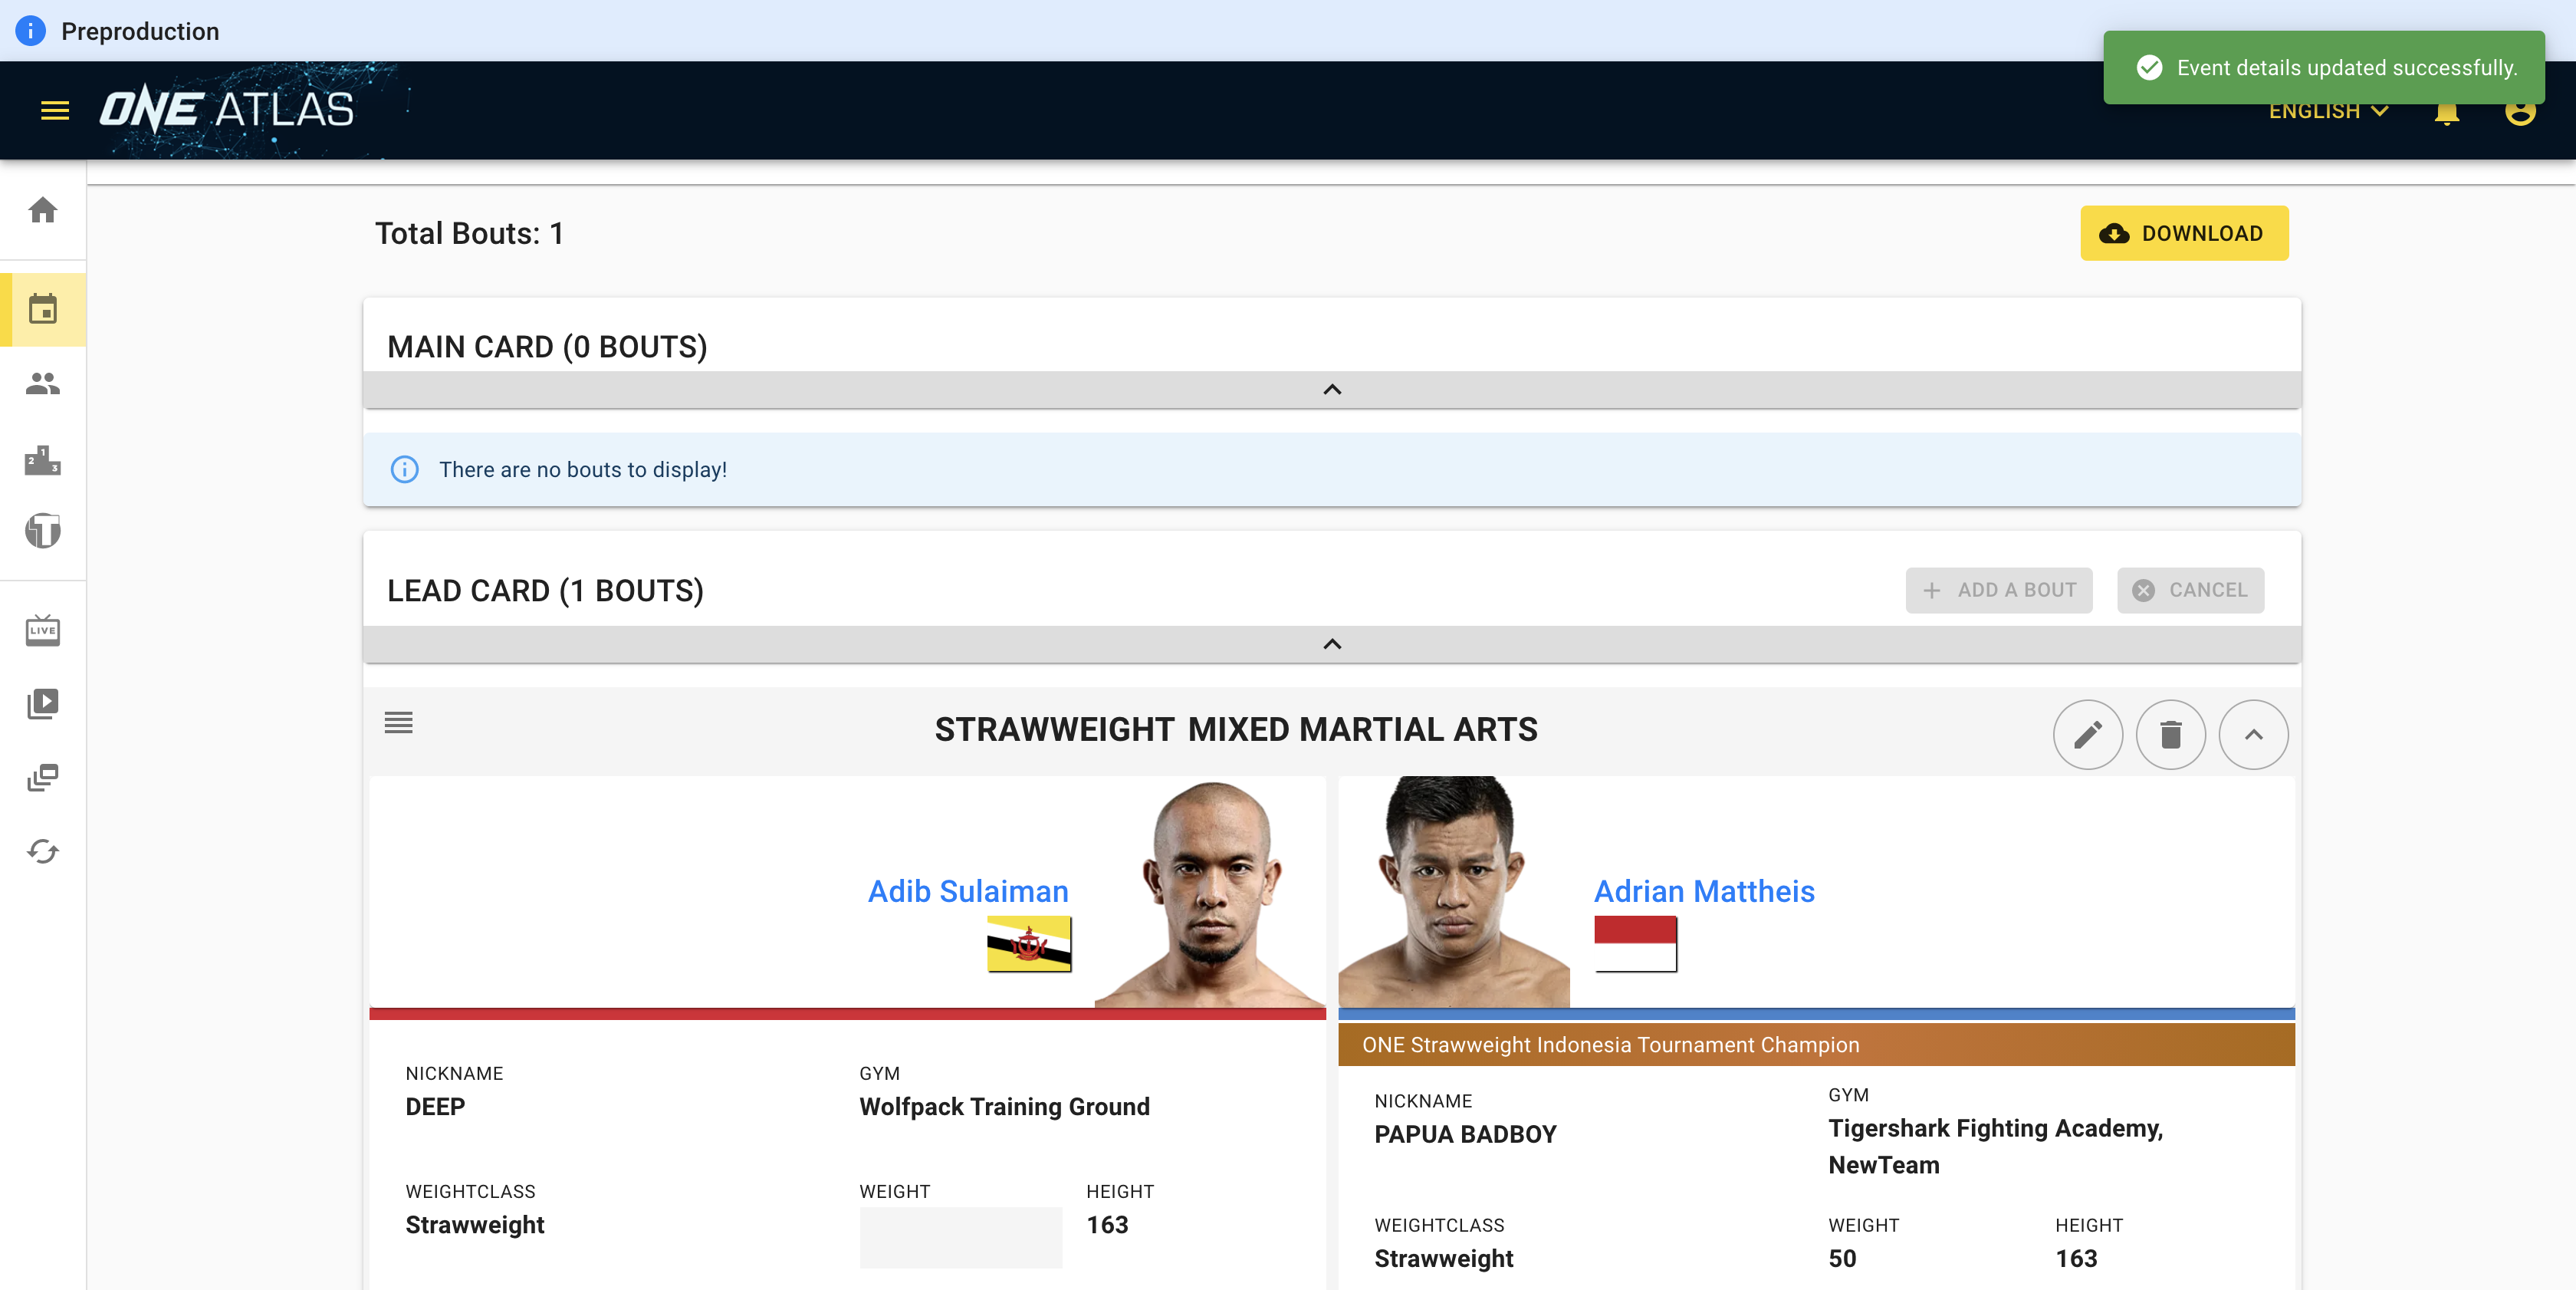 Preproduction
Event details updated successfully.
ONE ATLAS
ENGLISH
Total Bouts: 1
DOWNLOAD
MAIN CARD (0 BOUTS)
There are no bouts to display!
LEAD CARD (1 BOUTS)
ADD A BOUT
CANCEL
LIVE
STRAWWEIGHT MIXED MARTIAL ARTS
Adib Sulaiman
Adrian Mattheis
ONE Strawweight Indonesia Tournament Champion
NICKNAME
DEEP
GYM
Wolfpack Training Ground
WEIGHTCLASS
Strawweight
WEIGHT
HEIGHT
163
NICKNAME
PAPUA BADBOY
GYM
Tigershark Fighting Academy,
NewTeam
WEIGHTCLASS
Strawweight
WEIGHT
50
HEIGHT
163